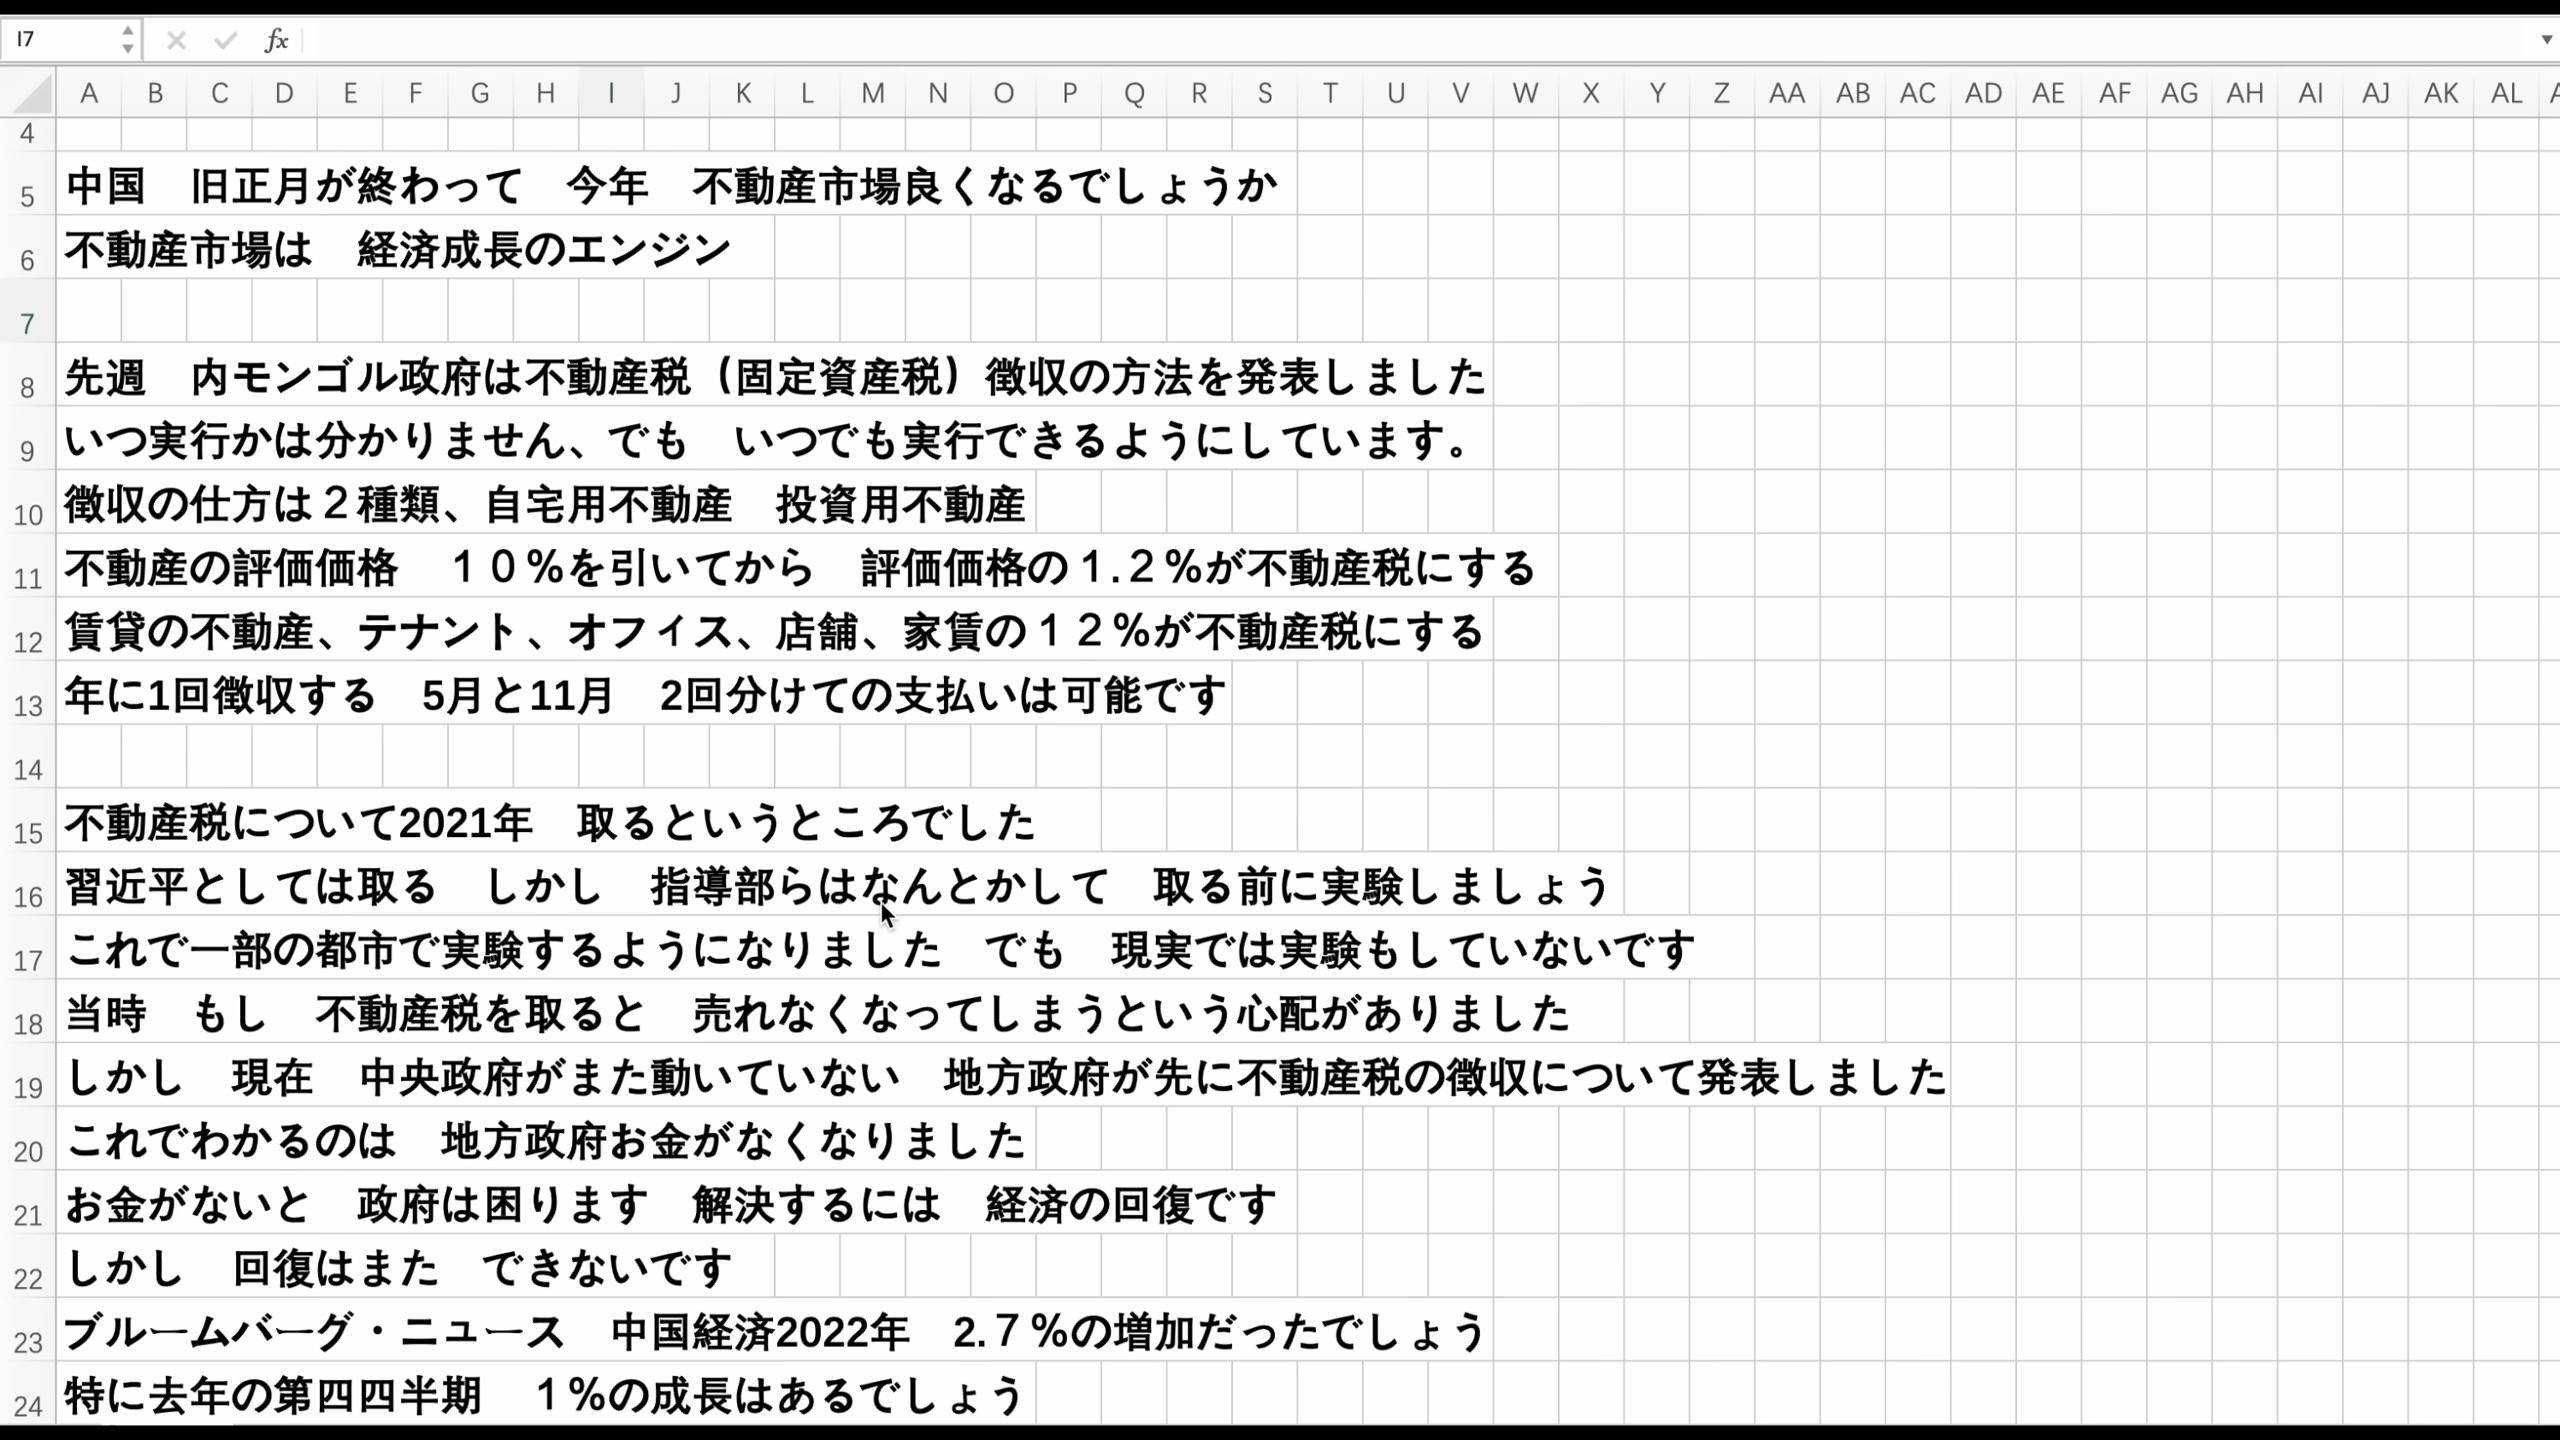 I7 fx
A B C D E F G H I J K L M N O P Q R S T U V W X Y Z AA AB AC AD AE AF AG AH AI AJ AK AL
4
5 中国　旧正月が終わって　今年　不動産市場良くなるでしょうか
6 不動産市場は　経済成長のエンジン
7
8 先週　内モンゴル政府は不動産税（固定資産税）徴収の方法を発表しました
9 いつ実行かは分かりません、でも　いつでも実行できるようにしています。
10 徴収の仕方は２種類、自宅用不動産　投資用不動産
11 不動産の評価価格　１０％を引いてから　評価価格の１.２％が不動産税にする
12 賃貸の不動産、テナント、オフィス、店舗、家賃の１２％が不動産税にする
13 年に1回徴収する　5月と11月　2回分けての支払いは可能です
14
15 不動産税について2021年　取るというところでした
16 習近平としては取る　しかし　指導部らはなんとかして　取る前に実験しましょう
17 これで一部の都市で実験するようになりました　でも　現実では実験もしていないです
18 当時　もし　不動産税を取ると　売れなくなってしまうという心配がありました
19 しかし　現在　中央政府がまた動いていない　地方政府が先に不動産税の徴収について発表しました
20 これでわかるのは　地方政府お金がなくなりました
21 お金がないと　政府は困ります　解決するには　経済の回復です
22 しかし　回復はまた　できないです
23 ブルームバーグ・ニュース　中国経済2022年　2.７％の増加だったでしょう
24 特に去年の第四四半期　１％の成長はあるでしょう